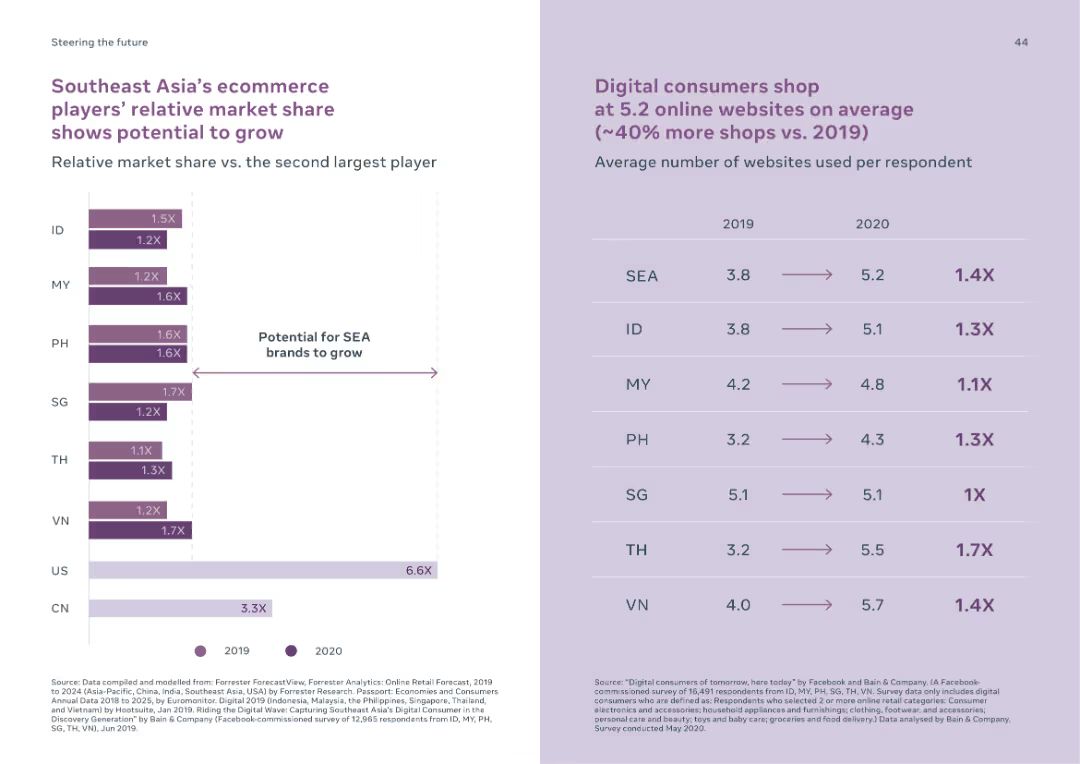 Steering the future
Southeast Asia's ecommerce
players' relative market share
shows potential to grow
Relative market share vs. the second largest player
ID
1.5X
1.2X
MY
1.2X
1.6X
PH
1.6X
1.6X
Potential for SEA
brands to grow
SG
1.7X
1.2X
TH
1.1X
1.3X
VN
1.2X
1.7X
US
6.6X
CN
3.3X
2019 2020
Source: Data compiled and modelled from: Forrester ForecastView, Forrester Analytics: Online Retail Forecast, 2019
to 2024 (Asia-Pacific, China, India, Southeast Asia, USA) by Forrester Research. Passport: Economies and Consumers
Annual Data 2018 to 2025, by Euromonitor. Digital 2019 (Indonesia, Malaysia, the Philippines, Singapore, Thailand,
and Vietnam) by Hootsuite, Jan 2019. Riding the Digital Wave: Capturing Southeast Asia's Digital Consumer in the
Discovery Generation" by Bain & Company (Facebook-commissioned survey of 12,965 respondents from ID, MY, PH,
SG, TH, VN), Jun 2019.
44
Digital consumers shop
at 5.2 online websites on average
(~40% more shops vs. 2019)
Average number of websites used per respondent
2019 2020
SEA 3.8 5.2 1.4X
ID 3.8 5.1 1.3X
MY 4.2 4.8 1.1X
PH 3.2 4.3 1.3X
SG 5.1 5.1 1X
TH 3.2 5.5 1.7X
VN 4.0 5.7 1.4X
Source: "Digital consumers of tomorrow, here today" by Facebook and Bain & Company. (A Facebook-
commissioned survey of 16,491 respondents from ID, MY, PH, SG, TH, VN. Survey data only includes digital
consumers who are defined as: Respondents who selected 2 or more online retail categories: Consumer
electronics and accessories; household appliances and furnishings; clothing, footwear, and accessories;
personal care and beauty; toys and baby care; groceries and food delivery.) Data analysed by Bain & Company,
Survey conducted May 2020.